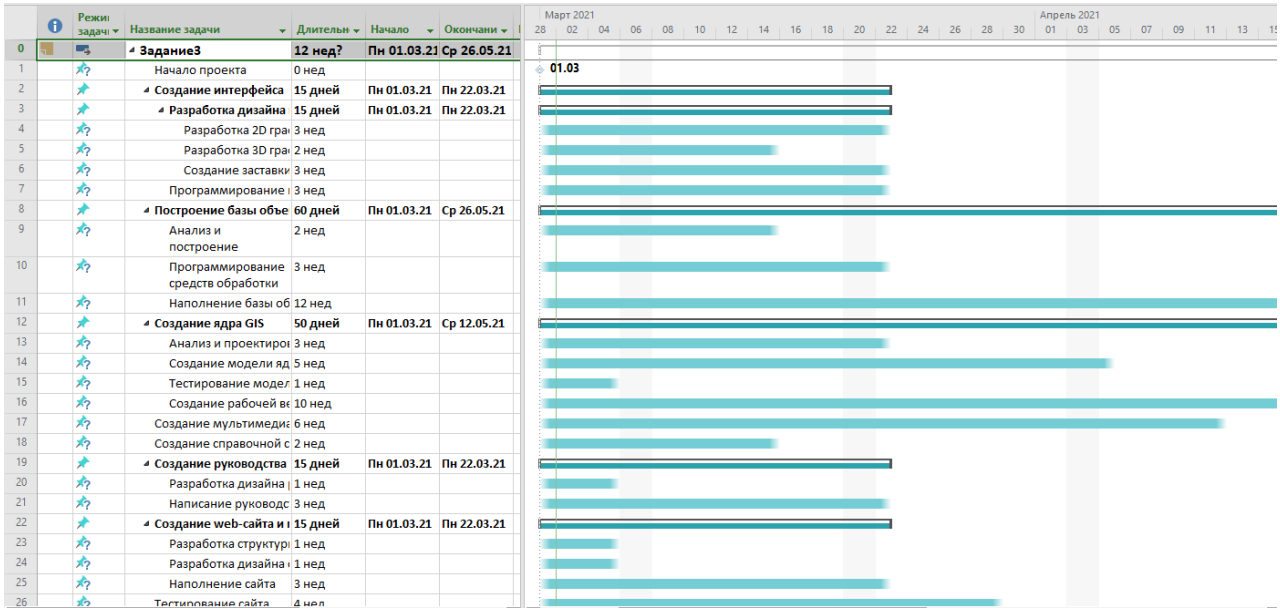 Март 2021 Апрель 2021
Режи задачи Название задачи Длительн Начало Окончани 28 02 04 06 08 10 12 14 16 18 20 22 24 26 28 30 01 03 05 07 09 11 13 15
0 Задание3 12 нед? Пн 01.03.21 Ср 26.05.21
1 Начало проекта 0 нед 01.03
2 Создание интерфейса 15 дней Пн 01.03.21 Пн 22.03.21
3 Разработка дизайна 15 дней Пн 01.03.21 Пн 22.03.21
4 Разработка 2D гра 3 нед
5 Разработка 3D гра 2 нед
6 Создание заставки 3 нед
7 Программирование 3 нед
8 Построение базы объе 60 дней Пн 01.03.21 Ср 26.05.21
9 Анализ и 2 нед
построение
10 Программирование 3 нед
средств обработки
11 Наполнение базы об 12 нед
12 Создание ядра GIS 50 дней Пн 01.03.21 Ср 12.05.21
13 Анализ и проектиров 3 нед
14 Создание модели яд 5 нед
15 Тестирование модел 1 нед
16 Создание рабочей ве 10 нед
17 Создание мультимедиа 6 нед
18 Создание справочной с 2 нед
19 Создание руководства 15 дней Пн 01.03.21 Пн 22.03.21
20 Разработка дизайна 1 нед
21 Написание руководс 3 нед
22 Создание web-сайта и 15 дней Пн 01.03.21 Пн 22.03.21
23 Разработка структур 1 нед
24 Разработка дизайна 1 нед
25 Наполнение сайта 3 нед
26 Тестирование сайта 4 нед